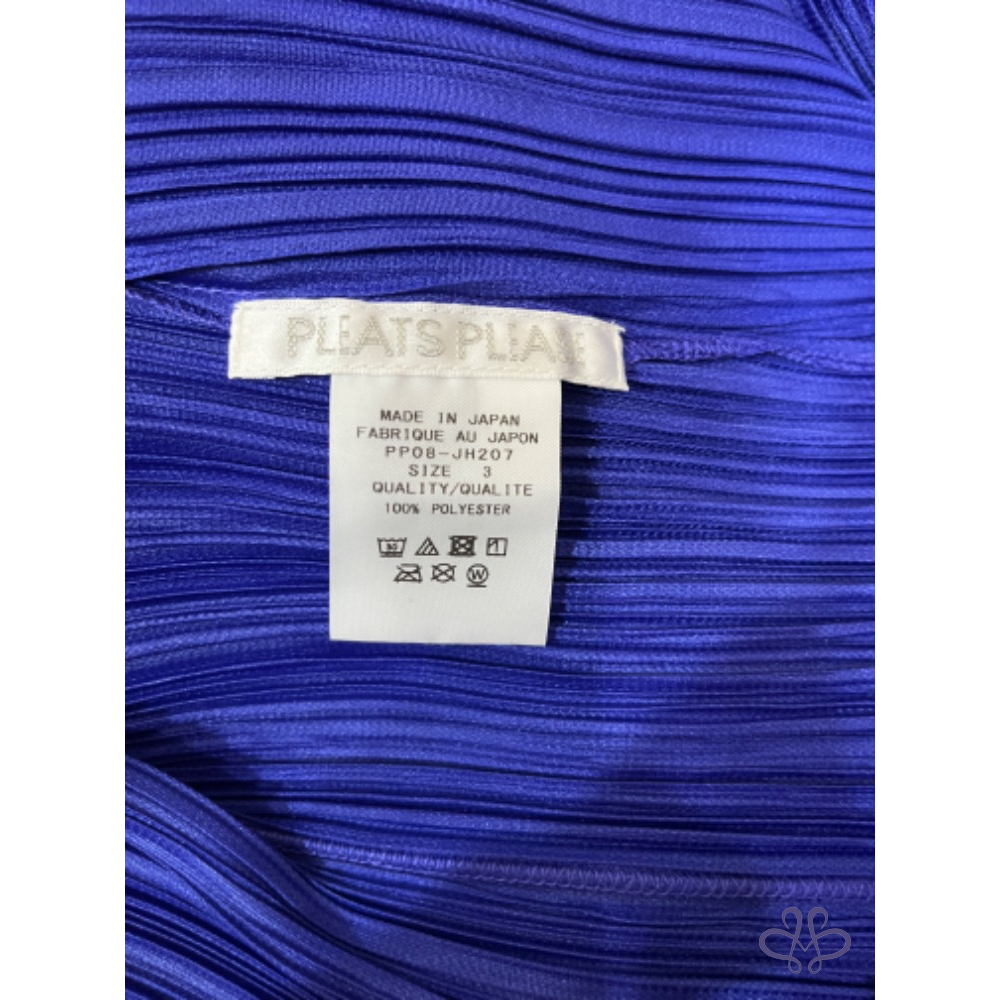 PLEATS PLEASE
MADE IN JAPAN
FABRIQUE AU JAPON
PP08-JH207
SIZE 3
QUALITY/QUALITE
100% POLYESTER
W